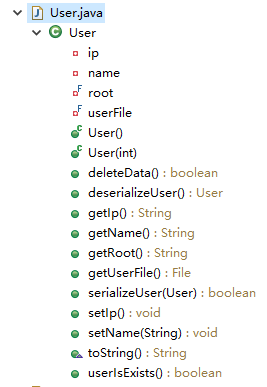 User.java
User
ip
name
root
userFile
User()
User(int)
deleteData() : boolean
deserializeUser() : User
getIp() : String
getName() : String
getRoot() : String
getUserFile() : File
serializeUser(User) : boolean
setIp() : void
setName(String) : void
toString() : String
userIsExists() : boolean